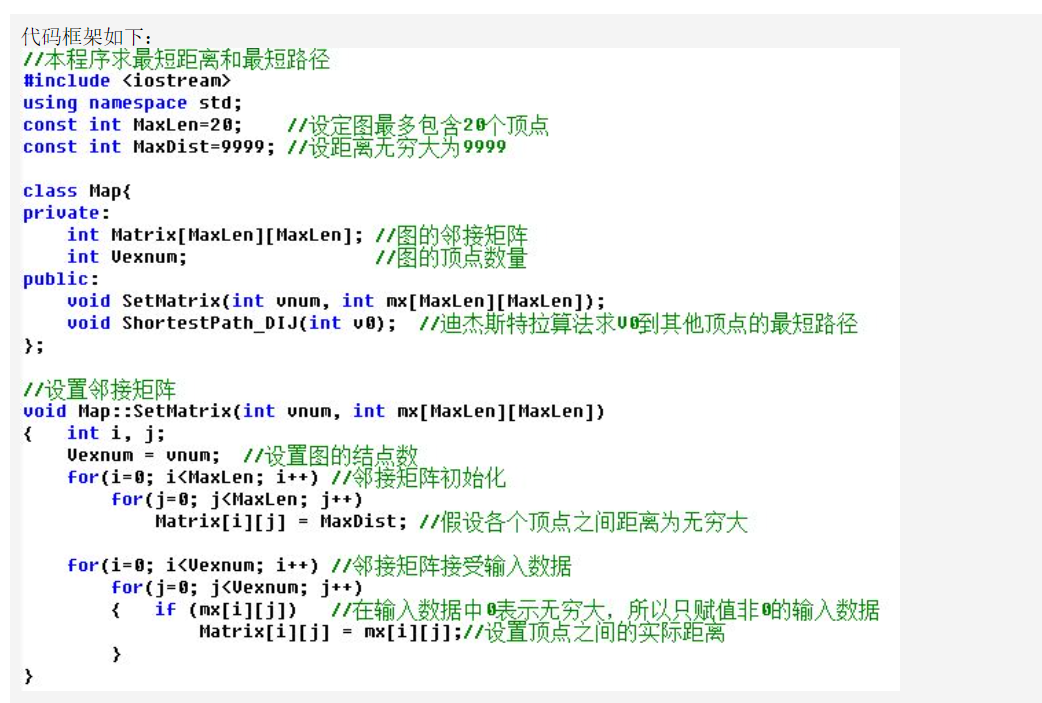 代码框架如下：
//本程序求最短距离和最短路径
#include <iostream>
using namespace std;
const int MaxLen=20;    //设定图最多包含20个顶点
const int MaxDist=9999; //设距离无穷大为9999
class Map{
private:
    int Matrix[MaxLen][MaxLen]; //图的邻接矩阵
    int Vexnum;                 //图的顶点数量
public:
    void SetMatrix(int vnum, int mx[MaxLen][MaxLen]);
    void ShortestPath_DIJ(int v0);  //迪杰斯特拉算法求V0到其他顶点的最短路径
};
//设置邻接矩阵
void Map::SetMatrix(int vnum, int mx[MaxLen][MaxLen])
{   int i, j;
    Vexnum = vnum;  //设置图的结点数
    for(i=0; i<MaxLen; i++) //邻接矩阵初始化
        for(j=0; j<MaxLen; j++)
            Matrix[i][j] = MaxDist; //假设各个顶点之间距离为无穷大
    for(i=0; i<Vexnum; i++) //邻接矩阵接受输入数据
        for(j=0; j<Vexnum; j++)
        {   if (mx[i][j])   //在输入数据中0表示无穷大，所以只赋值非0的输入数据
                Matrix[i][j] = mx[i][j];//设置顶点之间的实际距离
        }
}